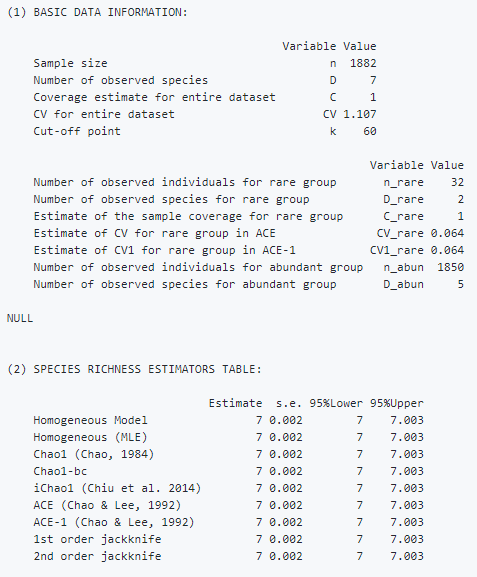 (1) BASIC DATA INFORMATION:
Variable Value
Sample size n 1882
Number of observed species D 7
Coverage estimate for entire dataset C 1
CV for entire dataset CV 1.107
Cut-off point k 60
Variable Value
Number of observed individuals for rare group n_rare 32
Number of observed species for rare group D_rare 2
Estimate of the sample coverage for rare group C_rare 1
Estimate of CV for rare group in ACE CV_rare 0.064
Estimate of CV1 for rare group in ACE-1 CV1_rare 0.064
Number of observed individuals for abundant group n_abun 1850
Number of observed species for abundant group D_abun 5
NULL
(2) SPECIES RICHNESS ESTIMATORS TABLE:
Estimate s.e. 95%Lower 95%Upper
Homogeneous Model 7 0.002 7 7.003
Homogeneous (MLE) 7 0.002 7 7.003
Chao1 (Chao, 1984) 7 0.002 7 7.003
Chao1-bc 7 0.002 7 7.003
iChao1 (Chiu et al. 2014) 7 0.002 7 7.003
ACE (Chao & Lee, 1992) 7 0.002 7 7.003
ACE-1 (Chao & Lee, 1992) 7 0.002 7 7.003
1st order jackknife 7 0.002 7 7.003
2nd order jackknife 7 0.002 7 7.003